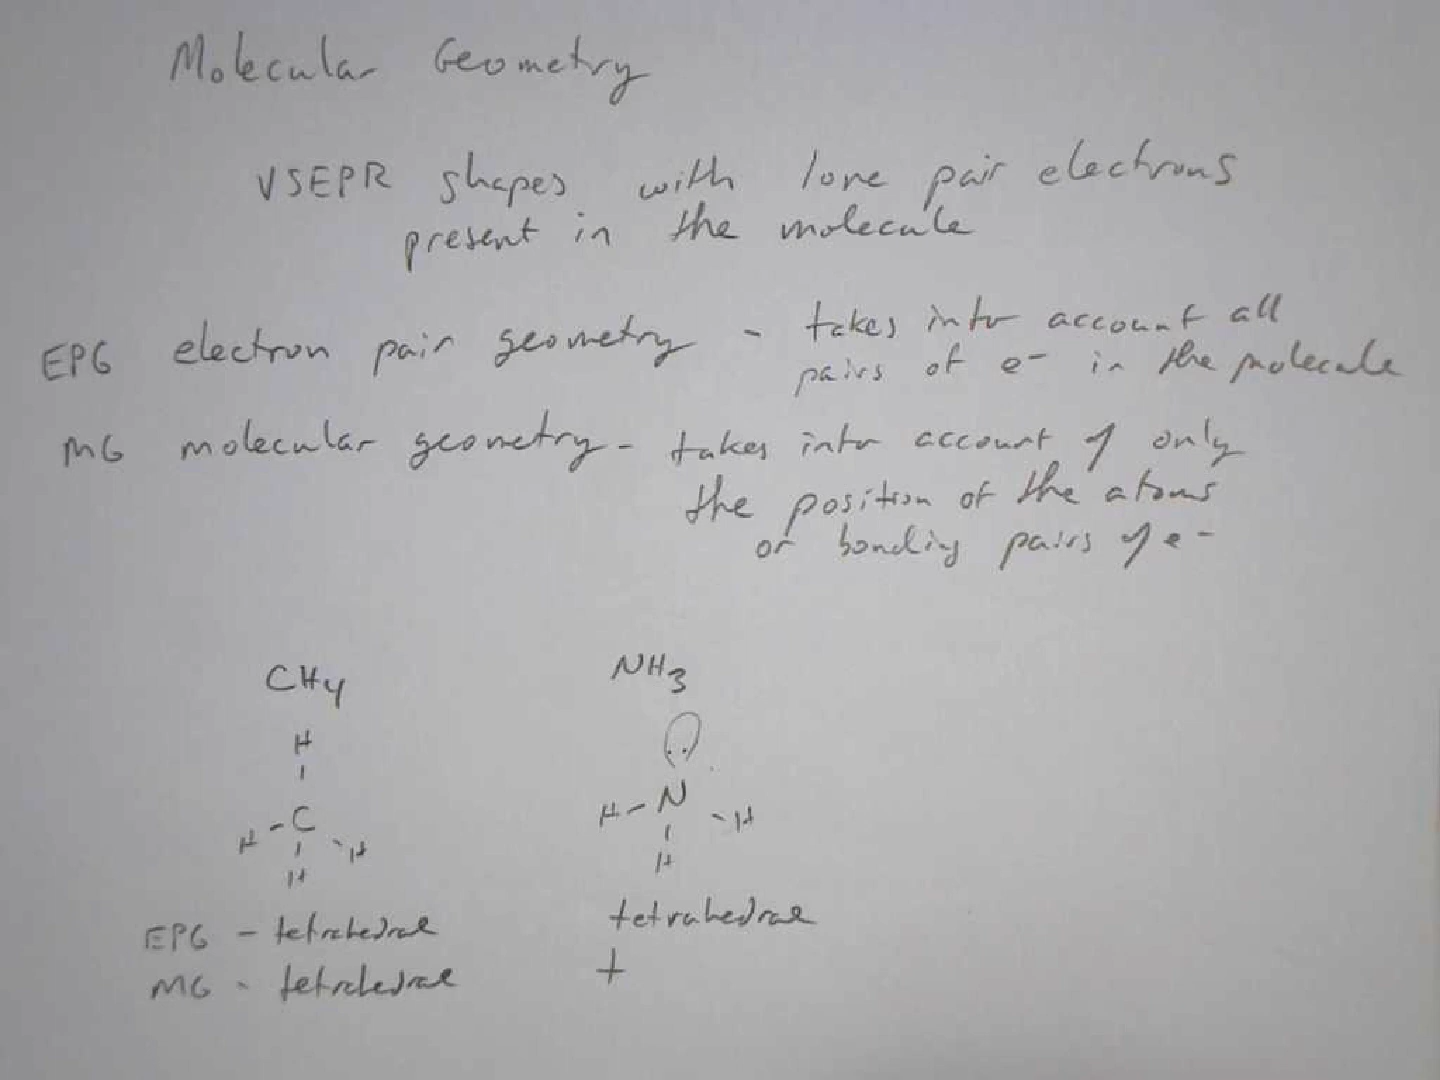 Molecular Geometry
VSEPR shapes with lone pair electrons
present in the molecule
EPG electron pair geometry - takes into account all
pairs of e- in the molecule
MG molecular geometry - takes into account of only
the position of the atoms
or bonding pairs of e-
CH4 NH3
H
C
H H
H
..
H - N - H
H
EPG - tetrahedral tetrahedral
MG - tetrahedral t